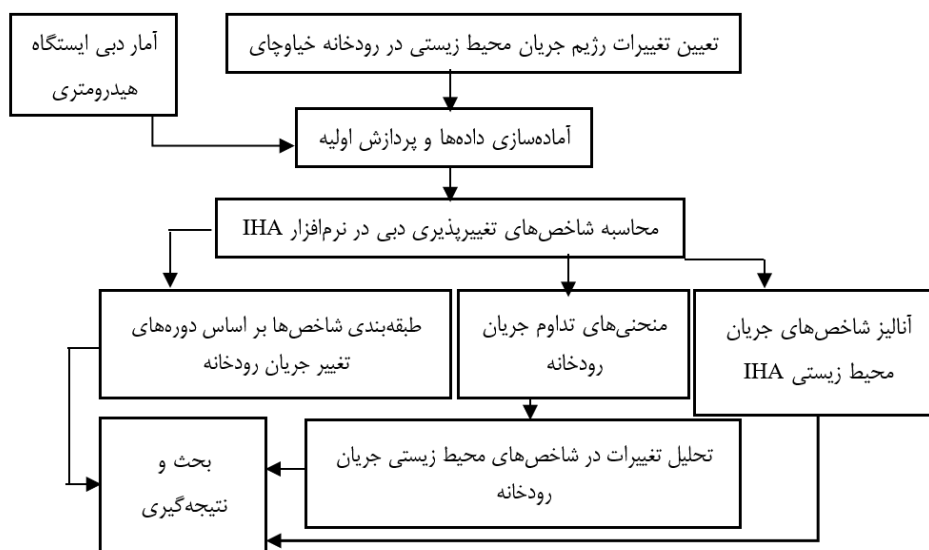 تعیین تغییرات رژیم جریان محیط زیستی در رودخانه خیاوچای
آمار دبی ایستگاه
هیدرومتری
آماده‌سازی داده‌ها و پردازش اولیه
محاسبه شاخص‌های تغییرپذیری دبی در نرم‌افزار IHA
آنالیز شاخص‌های جریان
محیط زیستی IHA
منحنی‌های تداوم جریان
رودخانه
طبقه‌بندی شاخص‌ها بر اساس دوره‌های
تغییر جریان رودخانه
تحلیل تغییرات در شاخص‌های محیط زیستی جریان
رودخانه
بحث و
نتیجه‌گیری